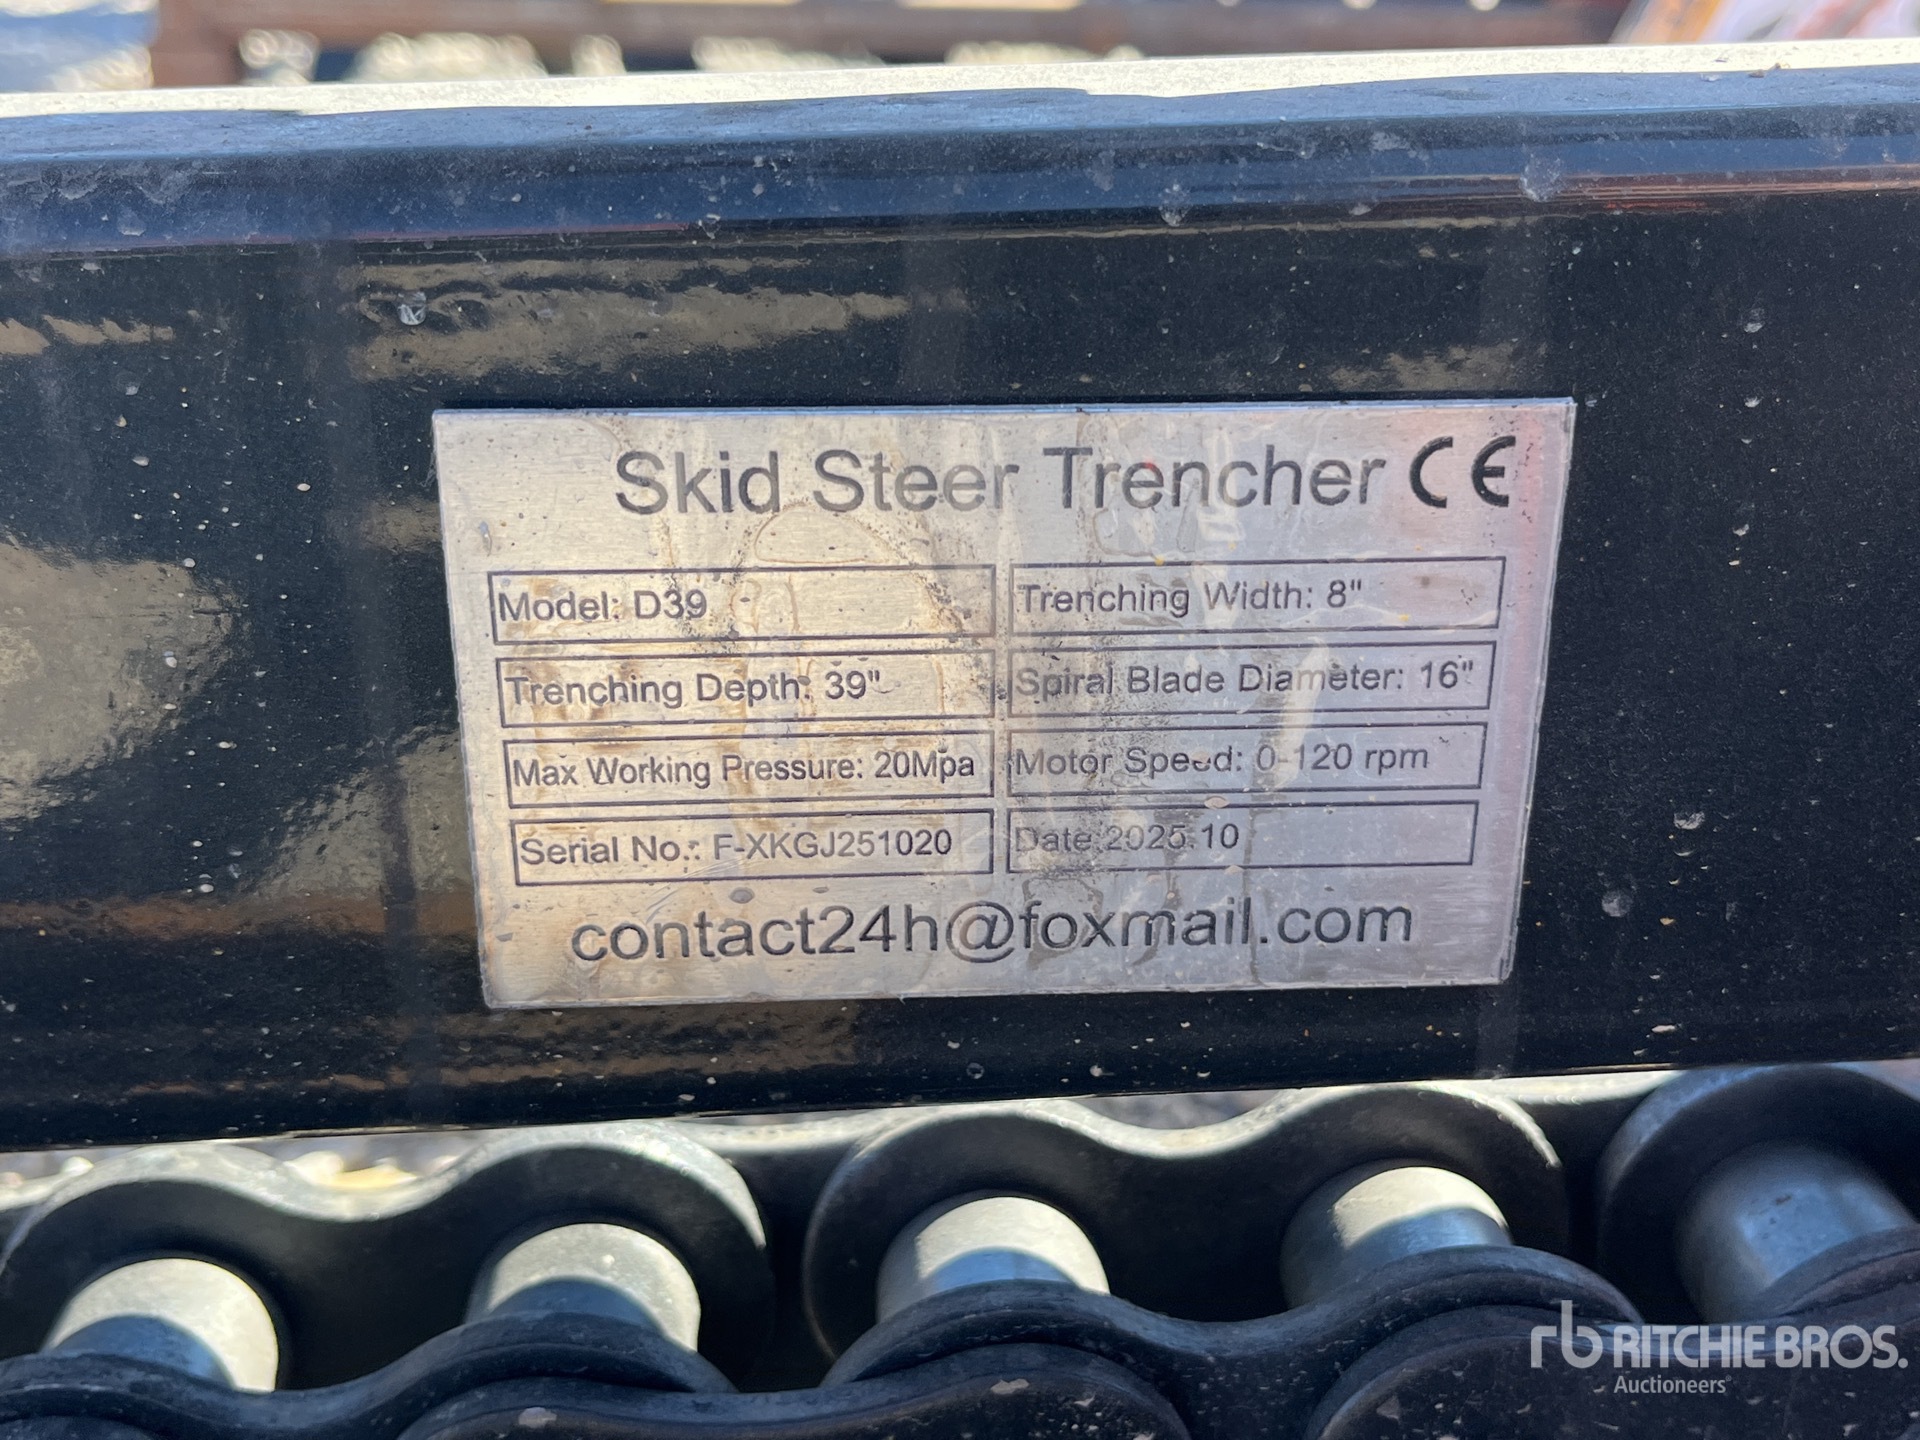 Skid Steer Trencher CE
Model: D39
Trenching Width: 8"
Trenching Depth: 39"
Spiral Blade Diameter: 16"
Max Working Pressure: 20Mpa
Motor Speed: 0-120 rpm
Serial No.: F-XKGJ251020
Date:2025.10
contact24h@foxmail.com
rb RITCHIE BROS.
Auctioneers